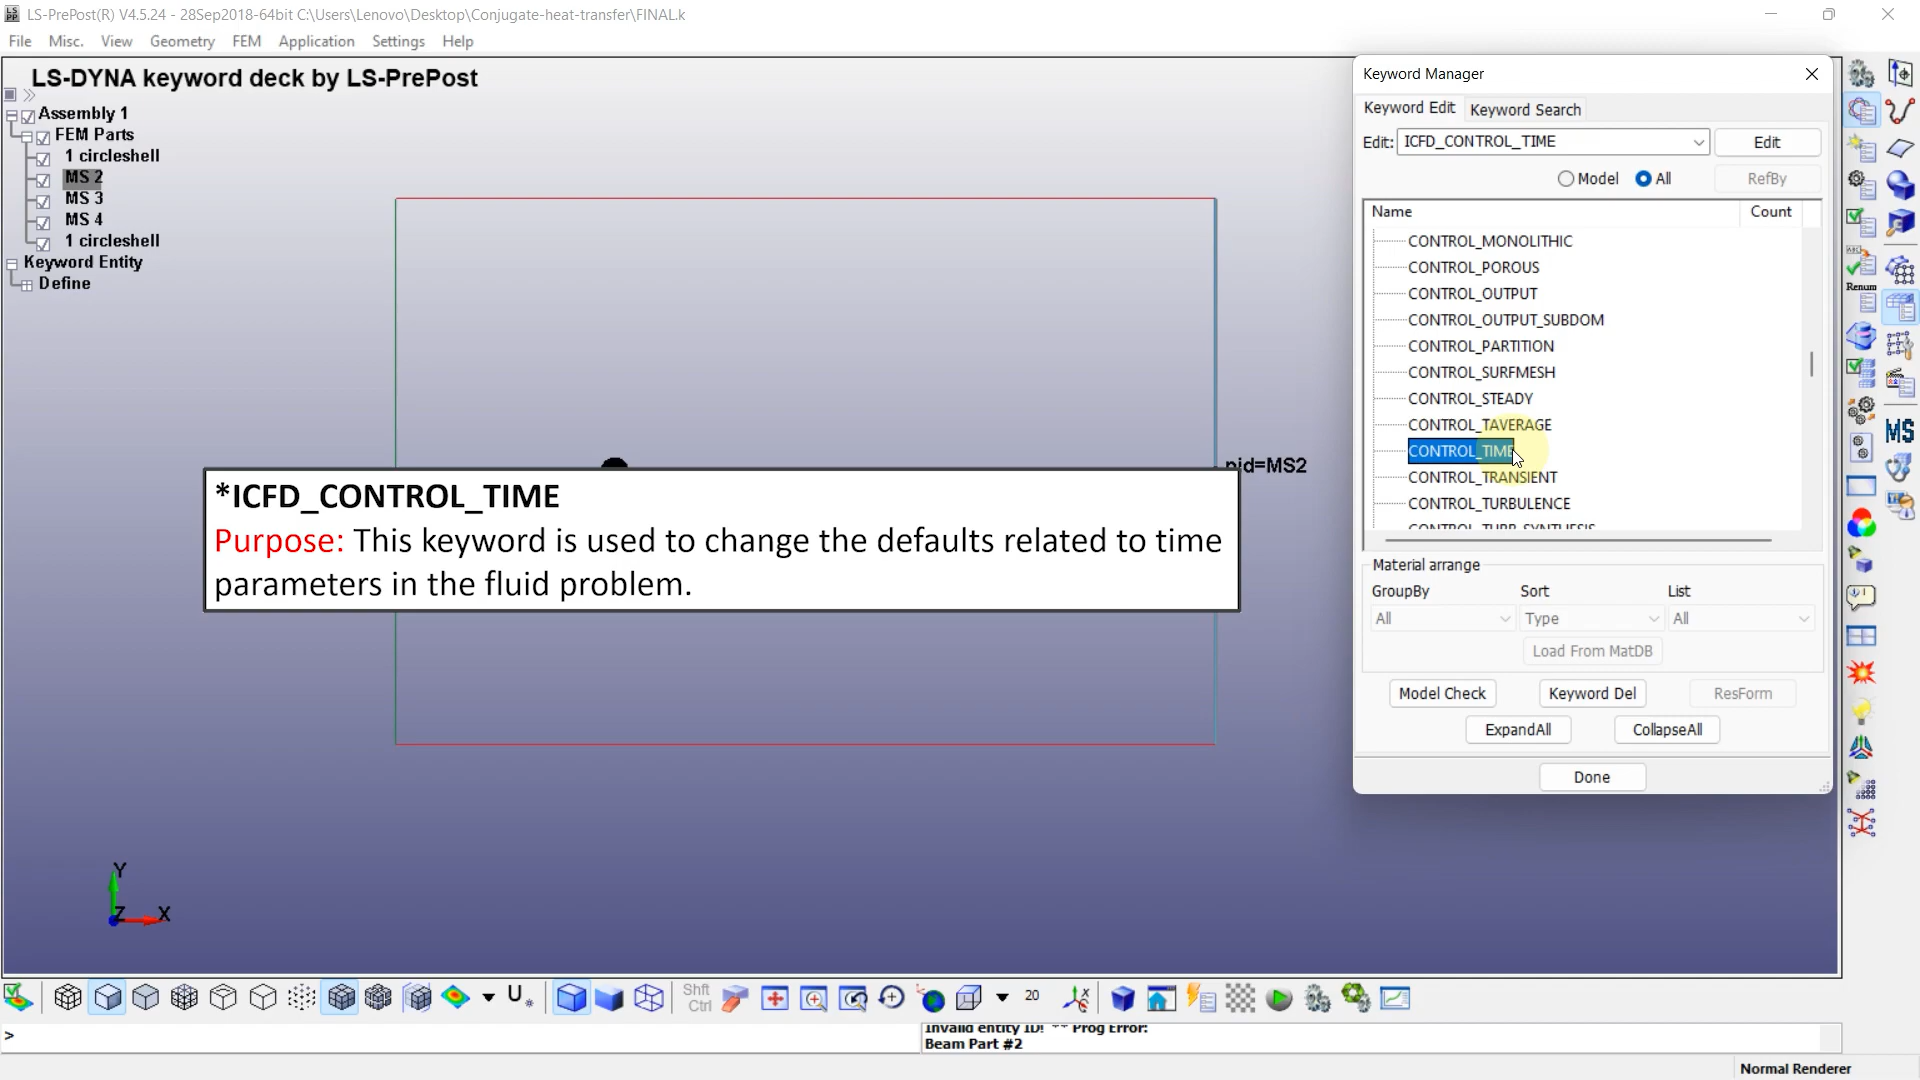 LS-PrePost(R) V4.5.24 - 28Sep2018-64bit C:\Users\Lenovo\Desktop\Conjugate-heat-transfer\FINAL.k
File Misc. View Geometry FEM Application Settings Help
LS-DYNA keyword deck by LS-PrePost
Assembly 1
FEM Parts
1 circleshell
MS 2
MS 3
MS 4
1 circleshell
Keyword Entity
Define
pid=MS2
*ICFD_CONTROL_TIME
Purpose: This keyword is used to change the defaults related to time
parameters in the fluid problem.
Y
Z X
Keyword Manager
Keyword Edit Keyword Search
Edit: ICFD_CONTROL_TIME Edit
Model All RefBy
Name Count
CONTROL_MONOLITHIC
CONTROL_POROUS
CONTROL_OUTPUT
CONTROL_OUTPUT_SUBDOM
CONTROL_PARTITION
CONTROL_SURFMESH
CONTROL_STEADY
CONTROL_TAVERAGE
CONTROL_TIME
CONTROL_TRANSIENT
CONTROL_TURBULENCE
CONTROL_TURB_SYNTHESIS
Material arrange
GroupBy Sort List
All Type All
Load From MatDB
Model Check Keyword Del ResForm
ExpandAll CollapseAll
Done
Renum
MS
Shft
Ctrl
20
>
Invalid entity ID! ** Prog Error:
Beam Part #2
Normal Renderer